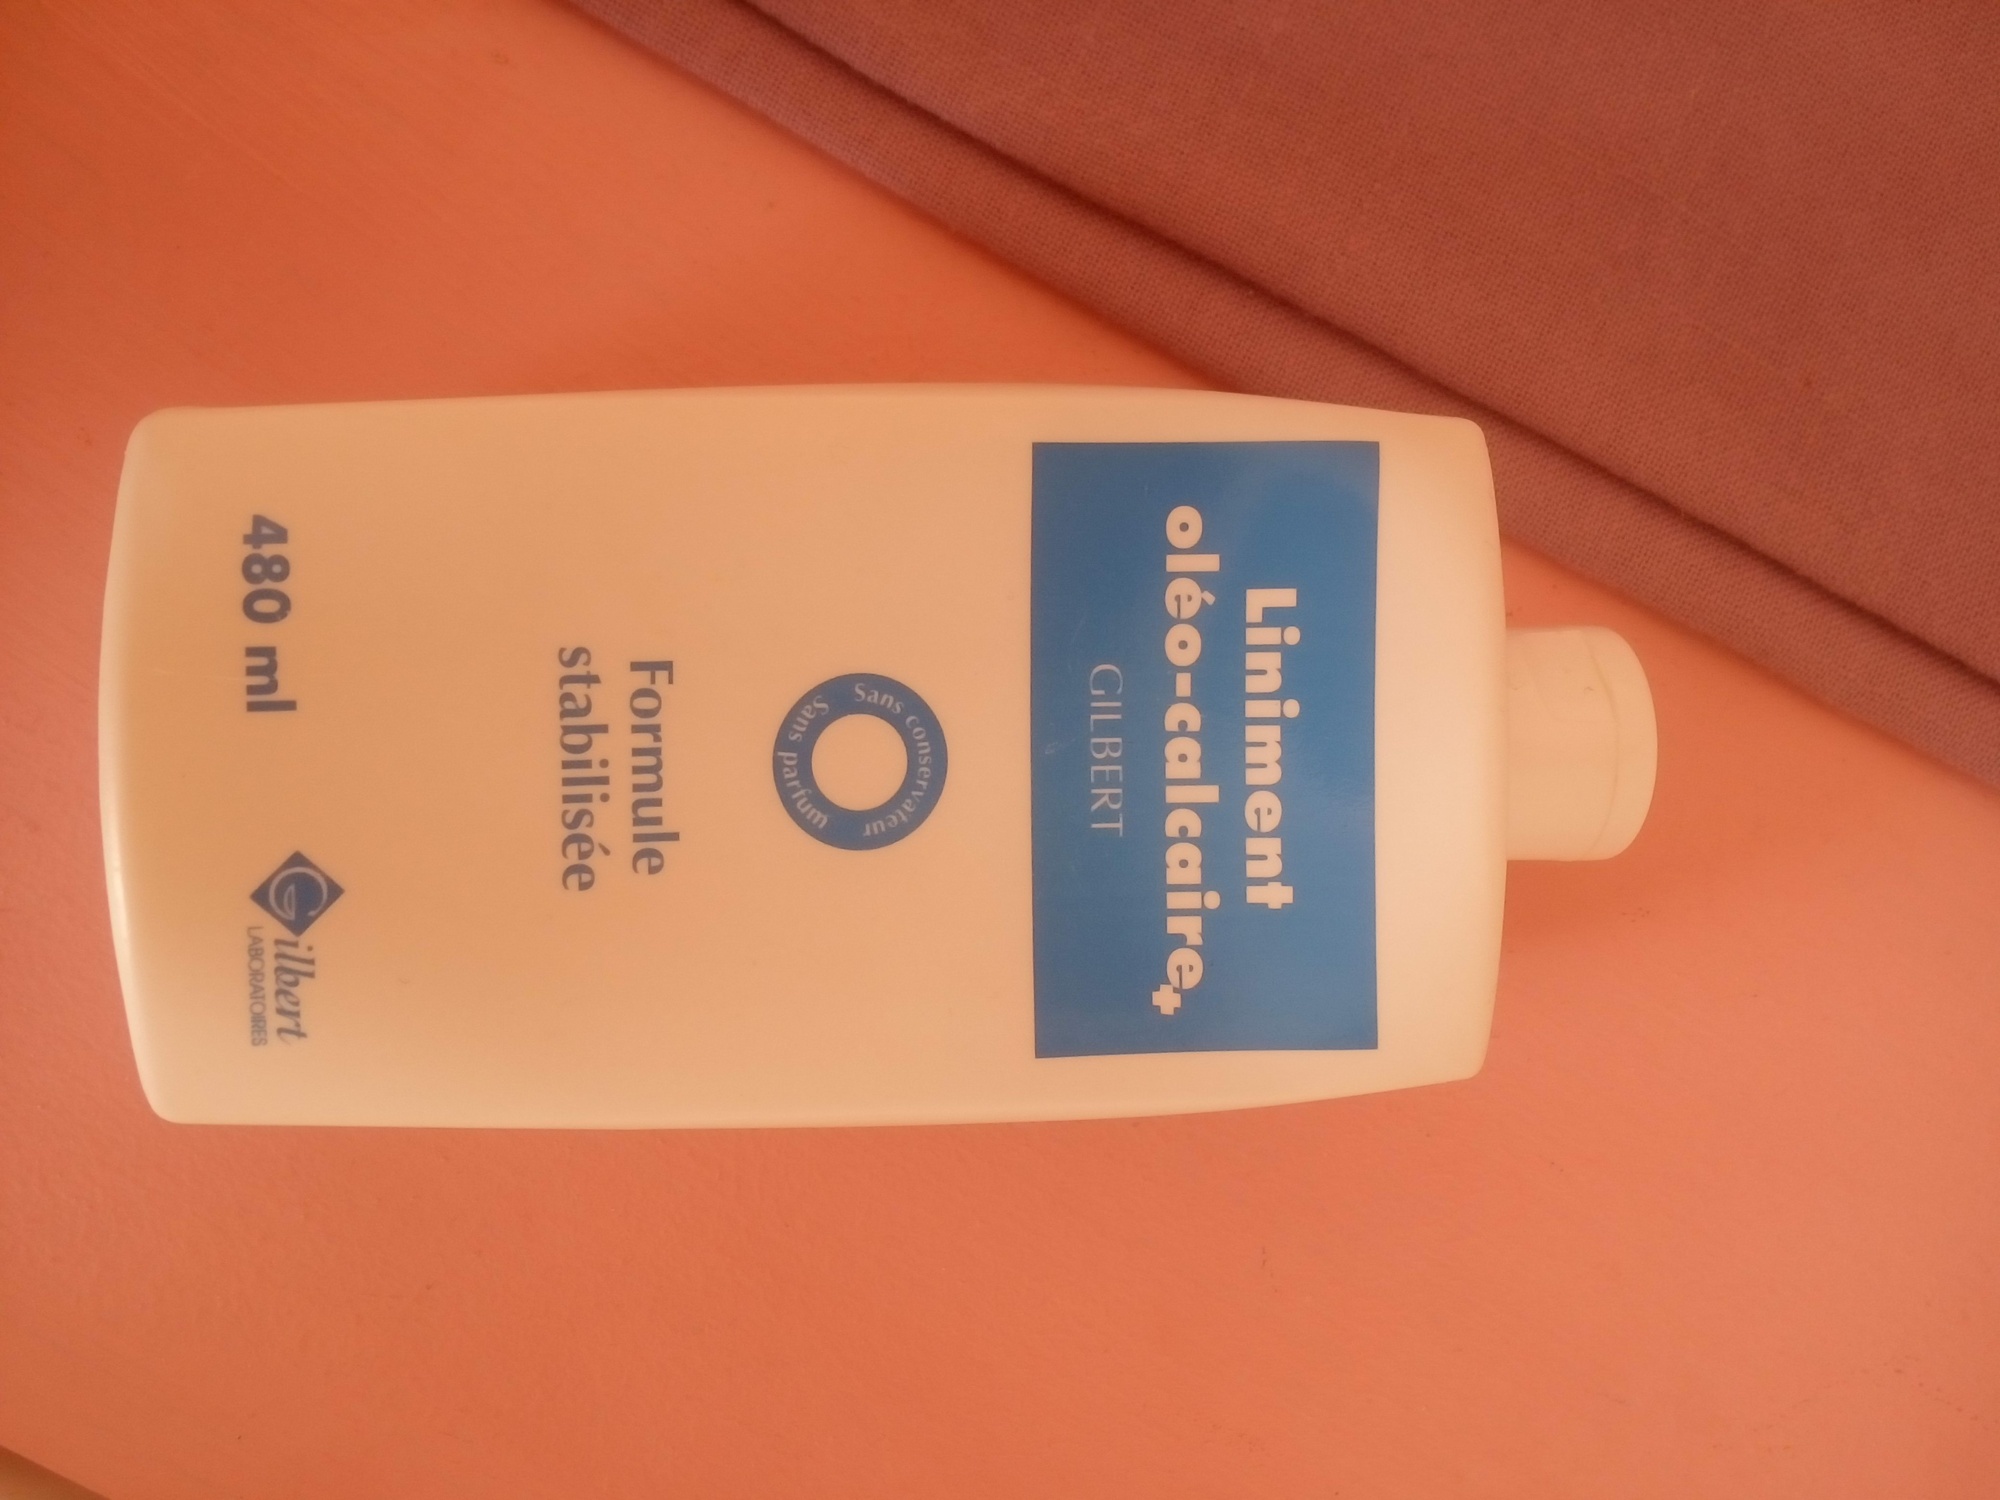 Liniment
oléo-calcaire+
GILBERT
Sans conservateur
Sans parfum
Formule
stabilisée
480 ml
Gilbert
LABORATOIRES